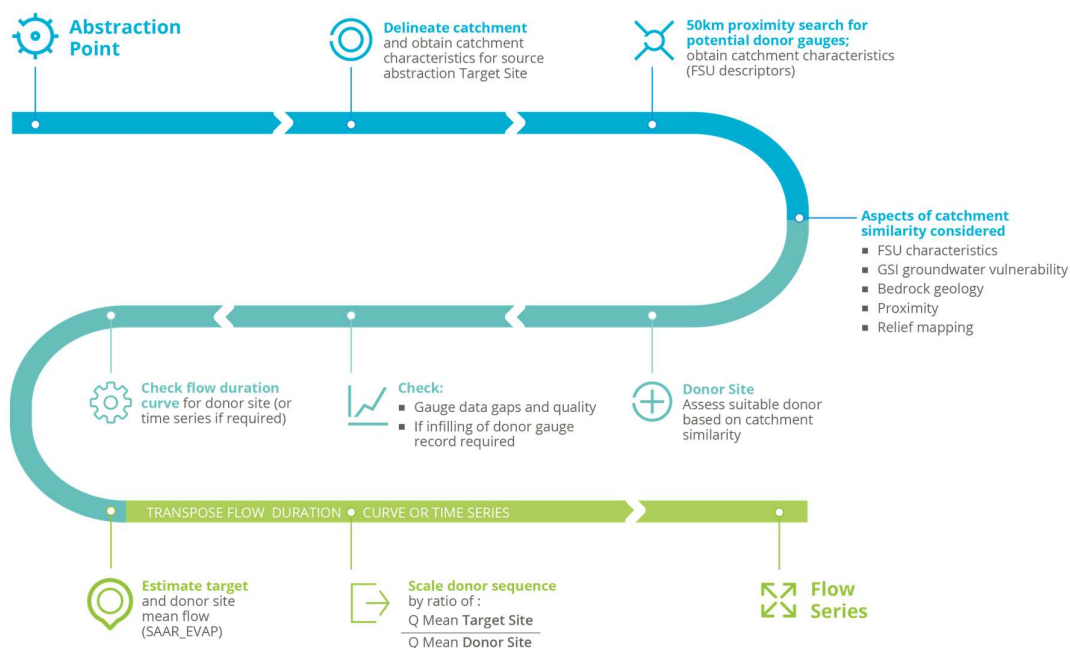 Abstraction
Point
Delineate catchment
and obtain catchment
characteristics for source
abstraction Target Site
50km proximity search for
potential donor gauges;
obtain catchment characteristics
(FSU descriptors)
Aspects of catchment
similarity considered
■ FSU characteristics
■ GSI groundwater vulnerability
■ Bedrock geology
■ Proximity
■ Relief mapping
Donor Site
Assess suitable donor
based on catchment
similarity
Check:
■ Gauge data gaps and quality
■ If infilling of donor gauge
record required
Check flow duration
curve for donor site (or
time series if required)
TRANSPOSE FLOW DURATION CURVE OR TIME SERIES
Estimate target
and donor site
mean flow
(SAAR_EVAP)
Scale donor sequence
by ratio of :
Q Mean Target Site
Q Mean Donor Site
Flow
Series